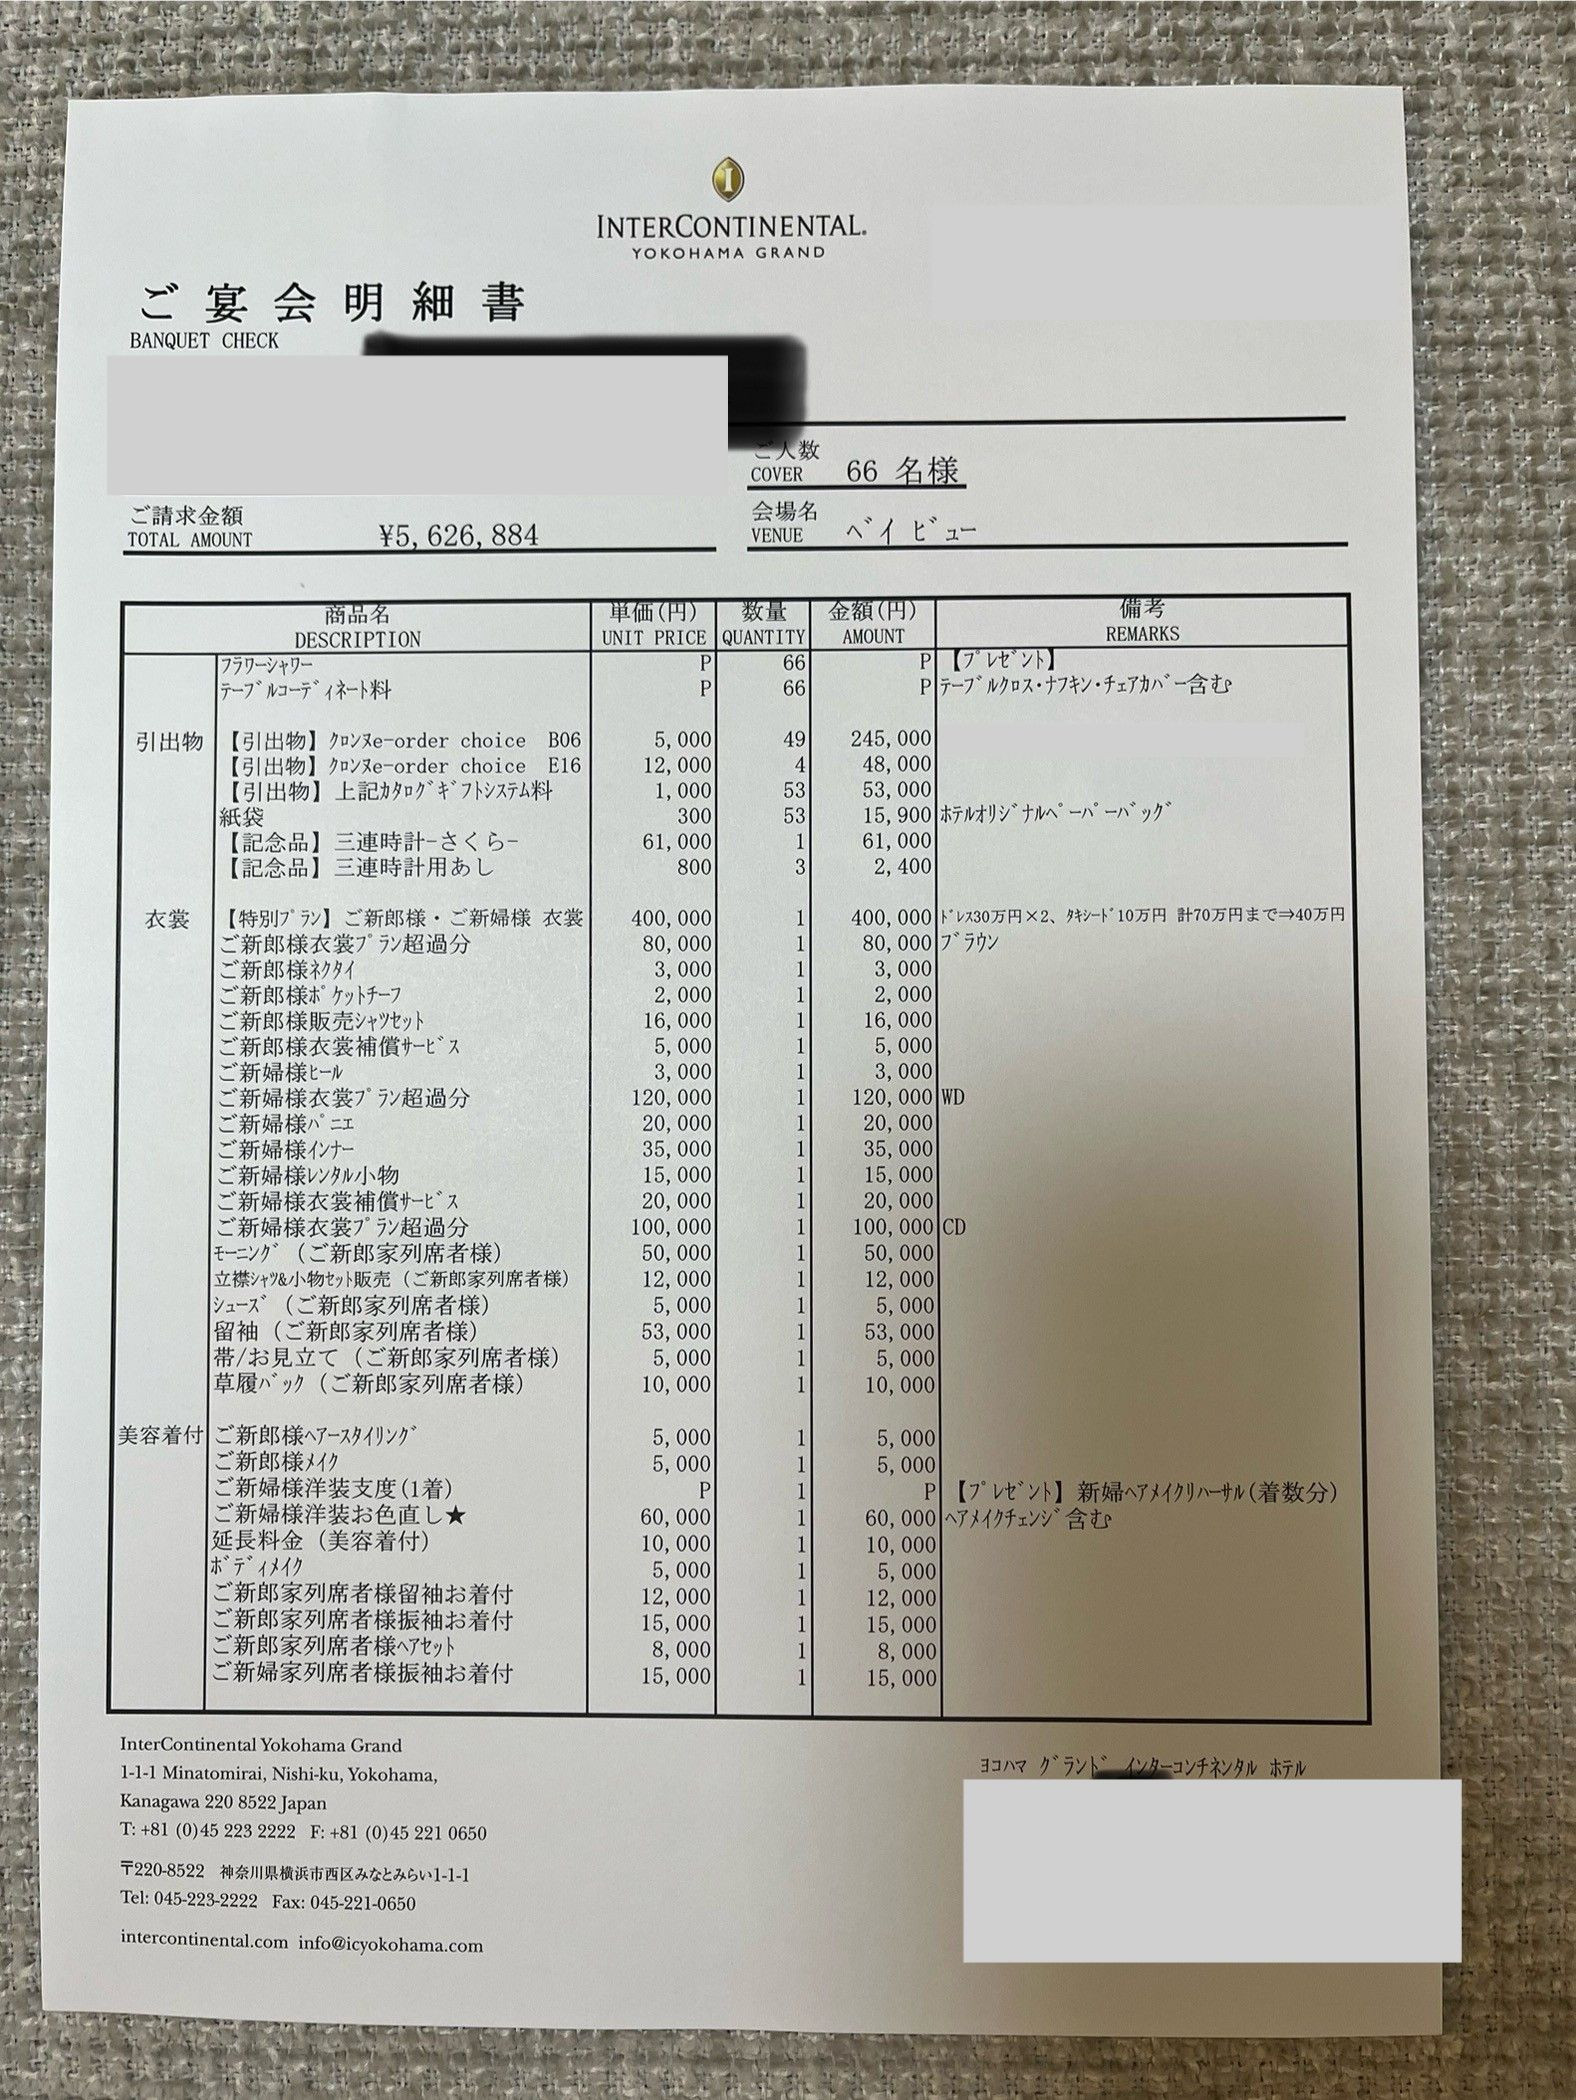 INTERCONTINENTAL®
YOKOHAMA GRAND
ご宴会明細書
BANQUET CHECK
ご人数
COVER 66 名様
ご請求金額
TOTAL AMOUNT ¥5,626,884
会場名
VENUE ﾍﾞイ ﾋﾞｭー
商品名 単価(円) 数量 金額(円) 備考
DESCRIPTION UNIT PRICE QUANTITY AMOUNT REMARKS
ﾌﾗﾜｰｼｬﾜｰ P 66 P 【ﾌﾟﾚｾﾞﾝﾄ】
ﾃｰﾌﾞﾙｺｰﾃﾞｨﾈｰﾄ料 P 66 P ﾃｰﾌﾞﾙｸﾛｽ・ﾅﾌｷﾝ・ﾁｪｱｶﾊﾞｰ含む
引出物 【引出物】ｸﾛﾝﾇe-order choice B06 5,000 49 245,000
【引出物】ｸﾛﾝﾇe-order choice E16 12,000 4 48,000
【引出物】上記ｶﾀﾛｸﾞｷﾞﾌﾄｼｽﾃﾑ料 1,000 53 53,000
紙袋 300 53 15,900 ﾎﾃﾙｵﾘｼﾞﾅﾙﾍﾟｰﾊﾟｰﾊﾞｯｸﾞ
【記念品】三連時計-さくら- 61,000 1 61,000
【記念品】三連時計用あし 800 3 2,400
衣裳 【特別ﾌﾟﾗﾝ】ご新郎様・ご新婦様 衣裳 400,000 1 400,000 ﾄﾞﾚｽ30万円×2、ﾀｷｼｰﾄﾞ10万円 計70万円まで⇒40万円
ご新郎様衣裳ﾌﾟﾗﾝ超過分 80,000 1 80,000 ﾌﾞﾗｳﾝ
ご新郎様ﾈｸﾀｲ 3,000 1 3,000
ご新郎様ﾎﾟｹｯﾄﾁｰﾌ 2,000 1 2,000
ご新郎様販売ｼｬﾂｾｯﾄ 16,000 1 16,000
ご新郎様衣裳補償ｻｰﾋﾞｽ 5,000 1 5,000
ご新婦様ﾋｰﾙ 3,000 1 3,000
ご新婦様衣裳ﾌﾟﾗﾝ超過分 120,000 1 120,000 WD
ご新婦様ﾊﾟﾆｴ 20,000 1 20,000
ご新婦様ｲﾝﾅｰ 35,000 1 35,000
ご新婦様ﾚﾝﾀﾙ小物 15,000 1 15,000
ご新婦様衣裳補償ｻｰﾋﾞｽ 20,000 1 20,000
ご新婦様衣裳ﾌﾟﾗﾝ超過分 100,000 1 100,000 CD
ﾓｰﾆﾝｸﾞ（ご新郎家列席者様） 50,000 1 50,000
立襟ｼｬﾂ&小物ｾｯﾄ販売（ご新郎家列席者様） 12,000 1 12,000
ｼｭｰｽﾞ（ご新郎家列席者様） 5,000 1 5,000
留袖（ご新郎家列席者様） 53,000 1 53,000
帯/お見立て（ご新郎家列席者様） 5,000 1 5,000
草履ﾊﾞｯｸ（ご新郎家列席者様） 10,000 1 10,000
美容着付 ご新郎様ﾍｱｰｽﾀｲﾘﾝｸﾞ 5,000 1 5,000
ご新郎様ﾒｲｸ 5,000 1 5,000
ご新婦様洋装支度(1着) P 1 P 【ﾌﾟﾚｾﾞﾝﾄ】新婦ﾍｱﾒｲｸﾘﾊｰｻﾙ(着数分)
ご新婦様洋装お色直し★ 60,000 1 60,000 ﾍｱﾒｲｸﾁｪﾝｼﾞ含む
延長料金（美容着付） 10,000 1 10,000
ﾎﾞﾃﾞｨﾒｲｸ 5,000 1 5,000
ご新郎家列席者様留袖お着付 12,000 1 12,000
ご新郎家列席者様振袖お着付 15,000 1 15,000
ご新郎家列席者様ﾍｱｾｯﾄ 8,000 1 8,000
ご新婦家列席者様振袖お着付 15,000 1 15,000
InterContinental Yokohama Grand
1-1-1 Minatomirai, Nishi-ku, Yokohama,
Kanagawa 220 8522 Japan
T: +81 (0)45 223 2222 F: +81 (0)45 221 0650
〒220-8522 神奈川県横浜市西区みなとみらい1-1-1
Tel: 045-223-2222 Fax: 045-221-0650
intercontinental.com info@icyokohama.com
ﾖｺﾊﾏ ｸﾞﾗﾝﾄﾞ ｲﾝﾀｰｺﾝﾁﾈﾝﾀﾙ ﾎﾃﾙ